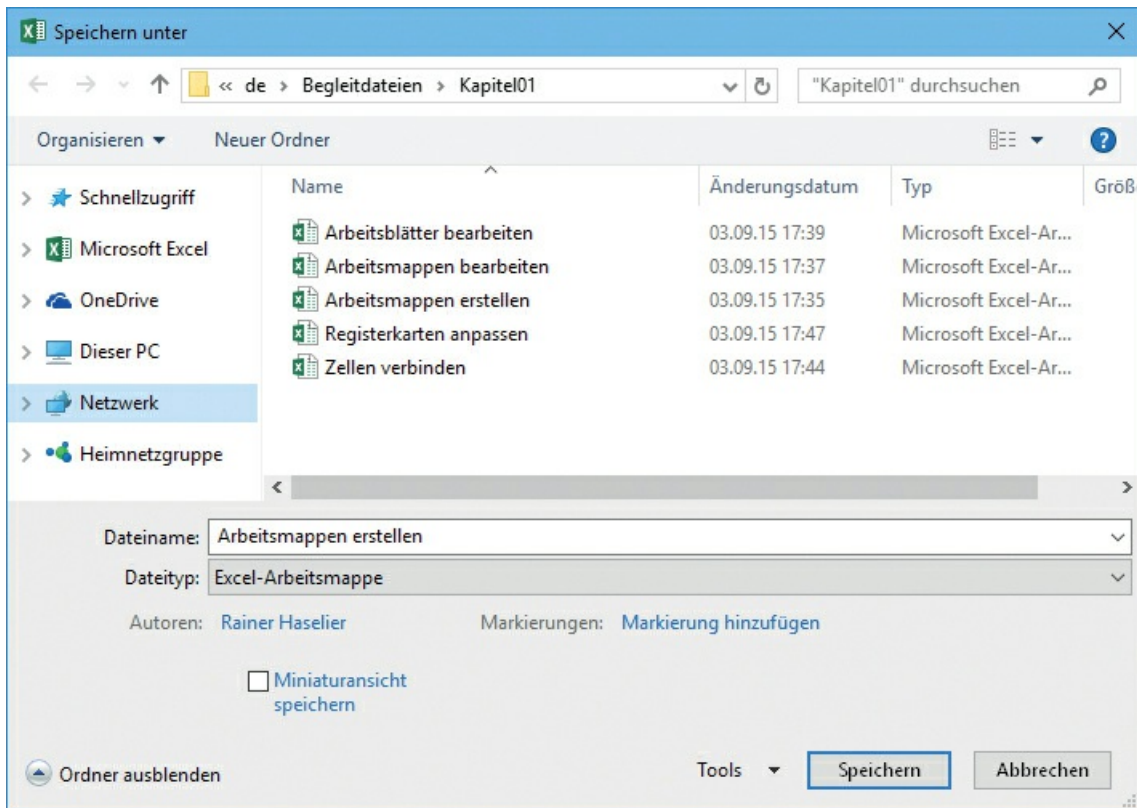 Speichern unter
« de > Begleitdateien > Kapitel01 "Kapitel01" durchsuchen
Organisieren Neuer Ordner ?
Schnellzugriff
Microsoft Excel
OneDrive
Dieser PC
Netzwerk
Heimnetzgruppe
Name Änderungsdatum Typ Größ
Arbeitsblätter bearbeiten 03.09.15 17:39 Microsoft Excel-Ar...
Arbeitsmappen bearbeiten 03.09.15 17:37 Microsoft Excel-Ar...
Arbeitsmappen erstellen 03.09.15 17:35 Microsoft Excel-Ar...
Registerkarten anpassen 03.09.15 17:47 Microsoft Excel-Ar...
Zellen verbinden 03.09.15 17:44 Microsoft Excel-Ar...
Dateiname: Arbeitsmappen erstellen
Dateityp: Excel-Arbeitsmappe
Autoren: Rainer Haselier Markierungen: Markierung hinzufügen
Miniaturansicht
speichern
Ordner ausblenden Tools Speichern Abbrechen